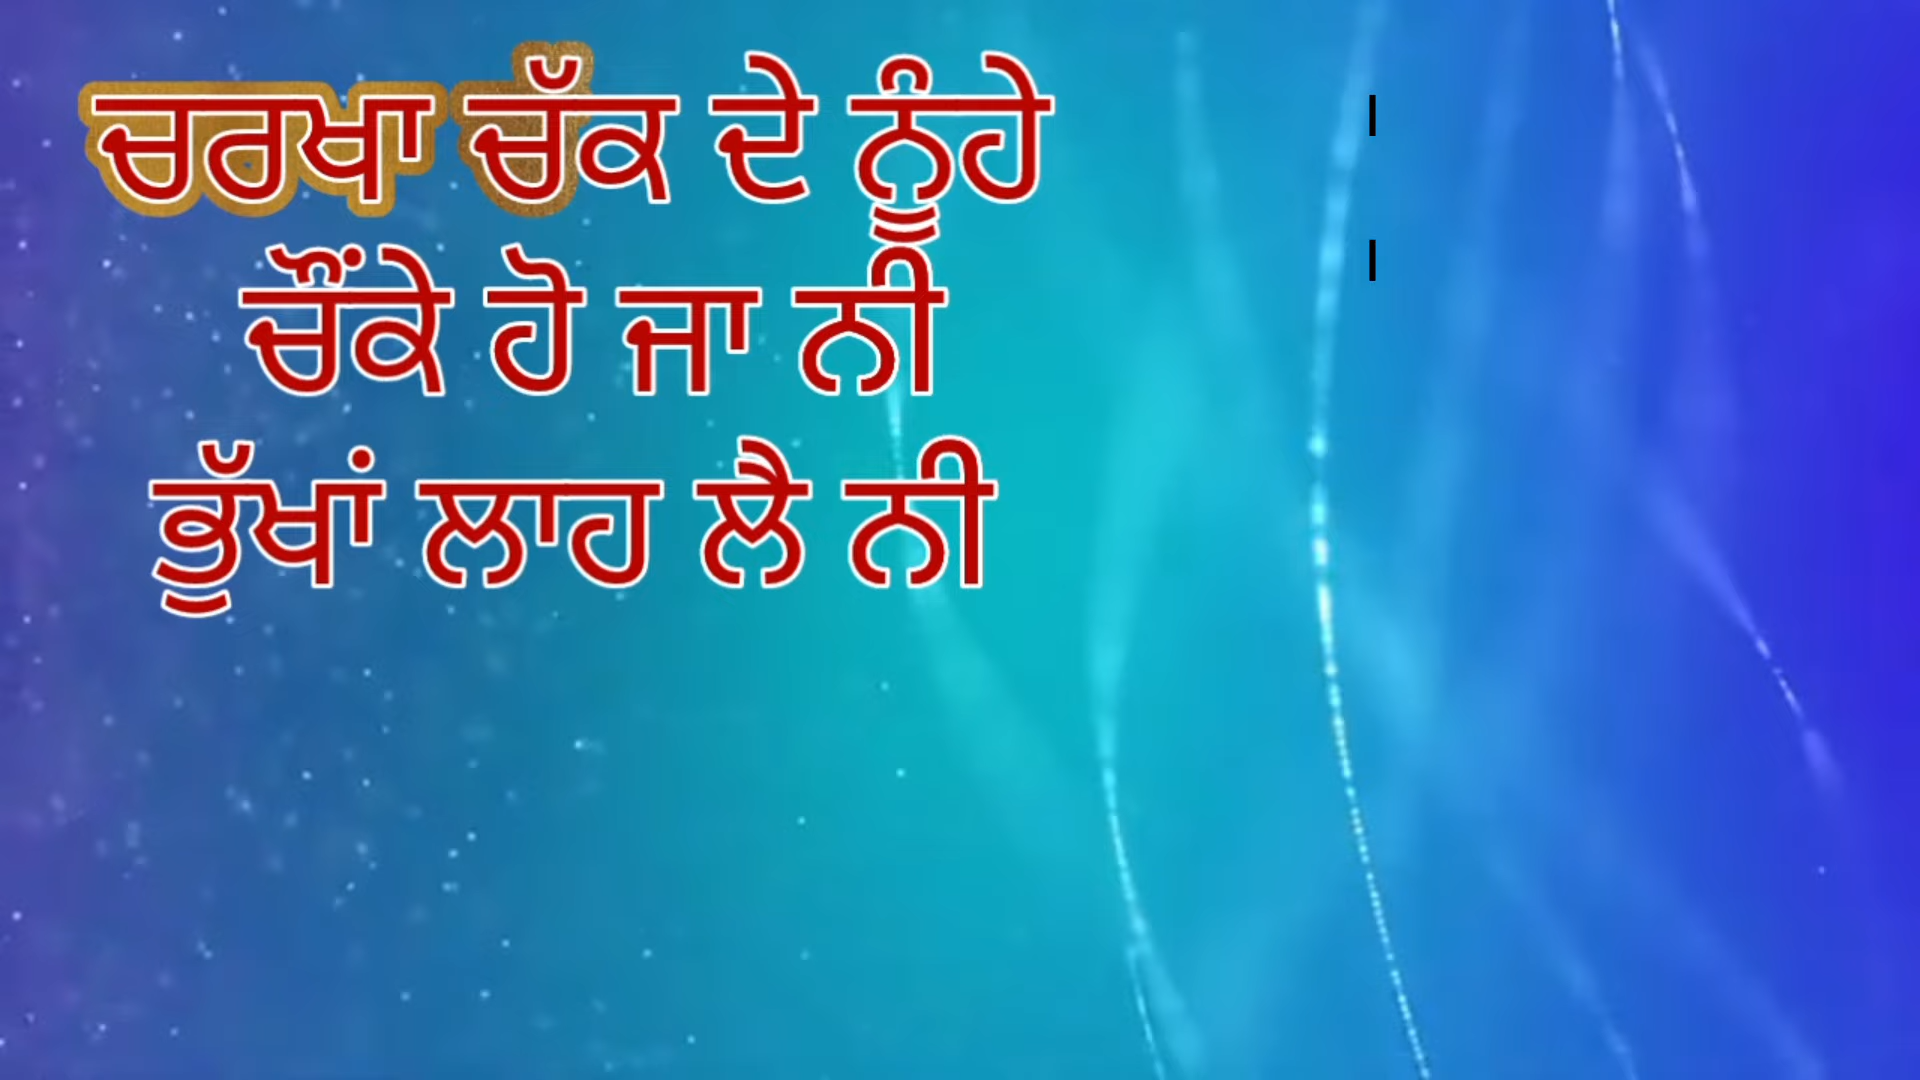 ਚਰਖਾ ਚੱਕ ਦੇ ਨੂੰਹੇ
ਚੌਂਕੇ ਹੋ ਜਾ ਨੀ
ਭੁੱਖਾਂ ਲਾਹ ਲੈ ਨੀ